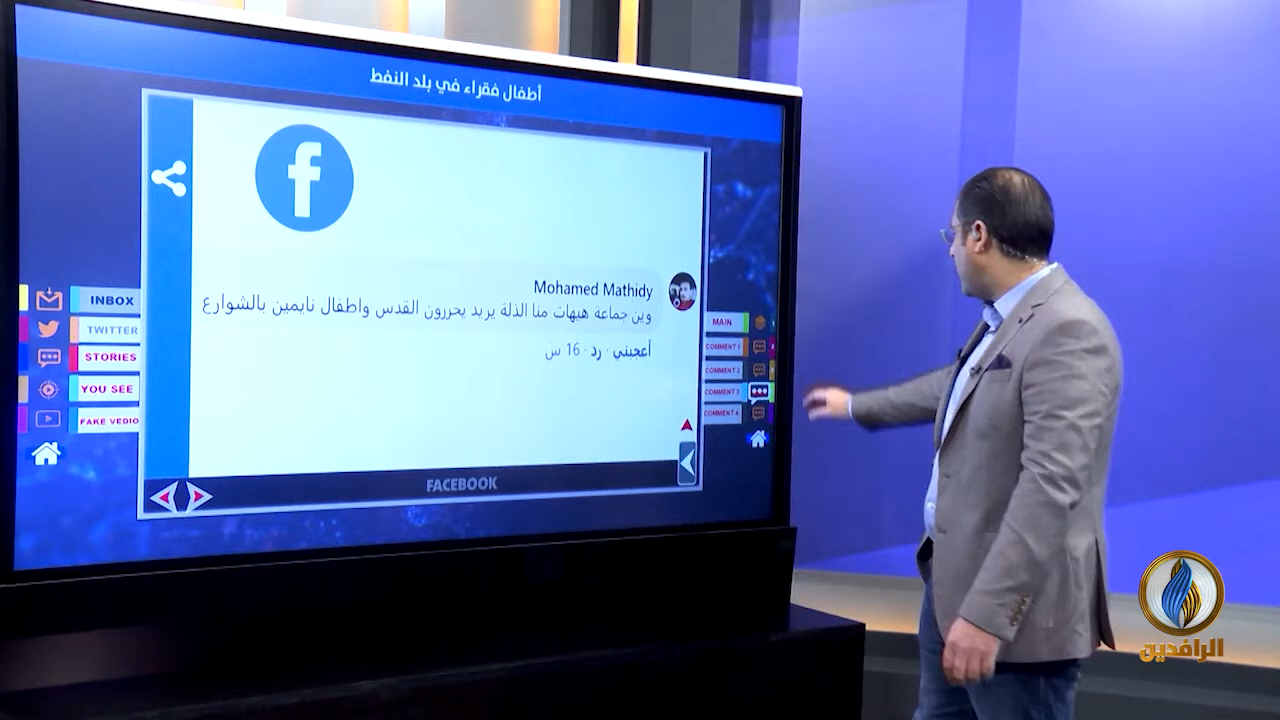 أطفال فقراء في بلد النفط
Mohamed Mathidy
وين جماعة هيهات منا الذلة يريد يحررون القدس واطفال نايمين بالشوارع
أعجبني · رد · 16 س
FACEBOOK
INBOX
TWITTER
STORIES
YOU SEE
FAKE VEDIO
MAIN
COMMENT 1
COMMENT 2
COMMENT 3
COMMENT 4
الرافدين